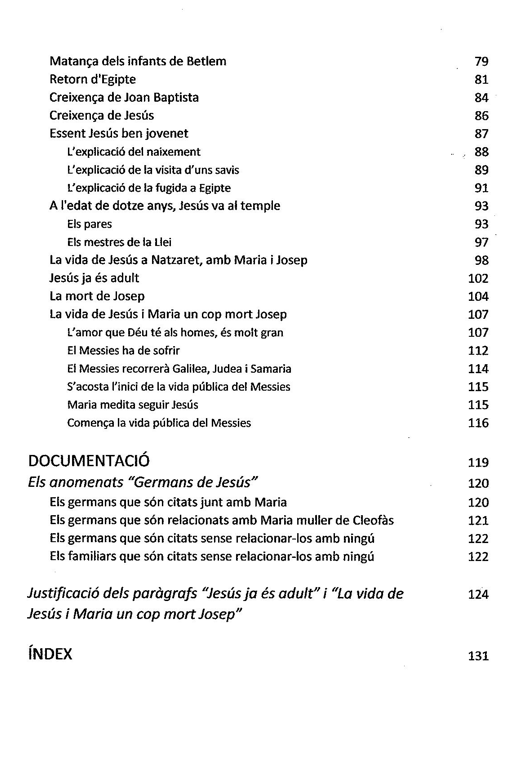 Matança dels infants de Betlem 79
Retorn d'Egipte 81
Creixença de Joan Baptista 84
Creixença de Jesús 86
Essent Jesús ben jovenet 87
L'explicació del naixement 88
L'explicació de la visita d'uns savis 89
L'explicació de la fugida a Egipte 91
A l'edat de dotze anys, Jesús va al temple 93
Els pares 93
Els mestres de la Llei 97
La vida de Jesús a Natzaret, amb Maria i Josep 98
Jesús ja és adult 102
La mort de Josep 104
La vida de Jesús i Maria un cop mort Josep 107
L'amor que Déu té als homes, és molt gran 107
El Messies ha de sofrir 112
El Messies recorrerà Galilea, Judea i Samaria 114
S'acosta l'inici de la vida pública del Messies 115
Maria medita seguir Jesús 115
Comença la vida pública del Messies 116
DOCUMENTACIÓ 119
Els anomenats "Germans de Jesús" 120
Els germans que són citats junt amb Maria 120
Els germans que són relacionats amb Maria muller de Cleofàs 121
Els germans que són citats sense relacionar-los amb ningú 122
Els familiars que són citats sense relacionar-los amb ningú 122
Justificació dels paràgrafs "Jesús ja és adult" i "La vida de 124
Jesús i Maria un cop mort Josep"
ÍNDEX 131